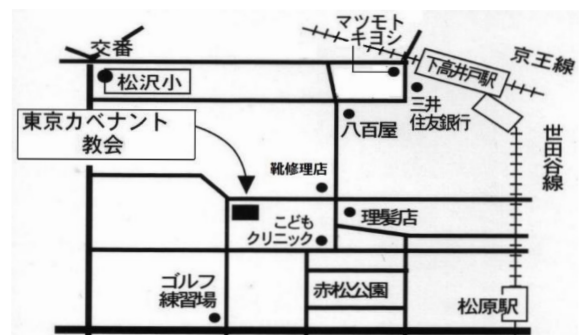 交番
マツモト
キヨシ
京王線
下高井戸駅
松沢小
三井
住友銀行
八百屋
東京カベナント
教会
世田谷線
靴修理店
理髪店
こども
クリニック
ゴルフ
練習場
赤松公園
松原駅